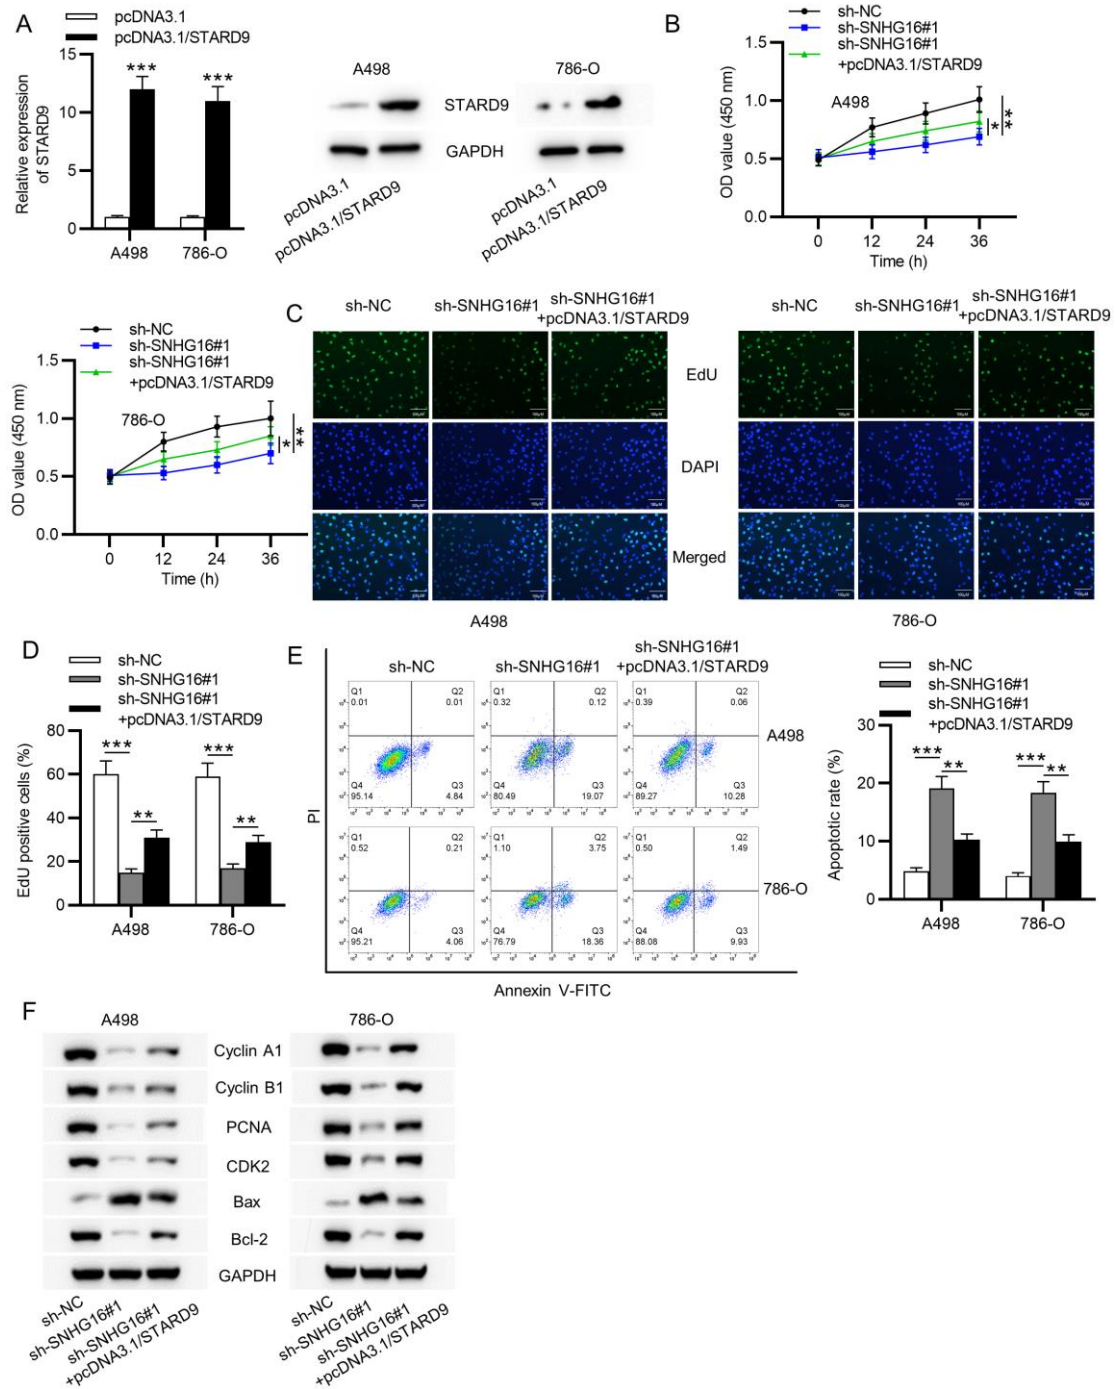 A
pcDNA3.1
pcDNA3.1/STARD9
Relative expression
of STARD9
15
10
5
0
***
***
A498
786-O
A498
786-O
STARD9
GAPDH
pcDNA3.1
pcDNA3.1/STARD9
pcDNA3.1
pcDNA3.1/STARD9
B
sh-NC
sh-SNHG16#1
sh-SNHG16#1
+pcDNA3.1/STARD9
OD value (450 nm)
1.5
1.0
0.5
0.0
A498
*
**
0
12
24
36
Time (h)
sh-NC
sh-SNHG16#1
sh-SNHG16#1
+pcDNA3.1/STARD9
OD value (450 nm)
1.5
1.0
0.5
0.0
786-O
*
**
0
12
24
36
Time (h)
C
sh-NC
sh-SNHG16#1
sh-SNHG16#1
+pcDNA3.1/STARD9
sh-NC
sh-SNHG16#1
sh-SNHG16#1
+pcDNA3.1/STARD9
EdU
DAPI
Merged
A498
786-O
D
sh-NC
sh-SNHG16#1
sh-SNHG16#1
+pcDNA3.1/STARD9
EdU positive cells (%)
80
60
40
20
0
***
**
***
**
A498
786-O
E
PI
sh-NC
sh-SNHG16#1
sh-SNHG16#1
+pcDNA3.1/STARD9
Q1
0.01
Q2
0.01
Q4
95.14
Q3
4.84
Q1
0.32
Q2
0.12
Q4
80.49
Q3
19.07
Q1
0.39
Q2
0.06
Q4
89.27
Q3
10.28
A498
Q1
0.52
Q2
0.21
Q4
95.21
Q3
4.06
Q1
1.10
Q2
3.75
Q4
76.79
Q3
18.36
Q1
0.50
Q2
1.49
Q4
88.08
Q3
9.93
786-O
Annexin V-FITC
sh-NC
sh-SNHG16#1
sh-SNHG16#1
+pcDNA3.1/STARD9
Apoptotic rate (%)
30
20
10
0
***
**
***
**
A498
786-O
F
A498
786-O
Cyclin A1
Cyclin B1
PCNA
CDK2
Bax
Bcl-2
GAPDH
sh-NC
sh-SNHG16#1
sh-SNHG16#1
+pcDNA3.1/STARD9
sh-NC
sh-SNHG16#1
sh-SNHG16#1
+pcDNA3.1/STARD9